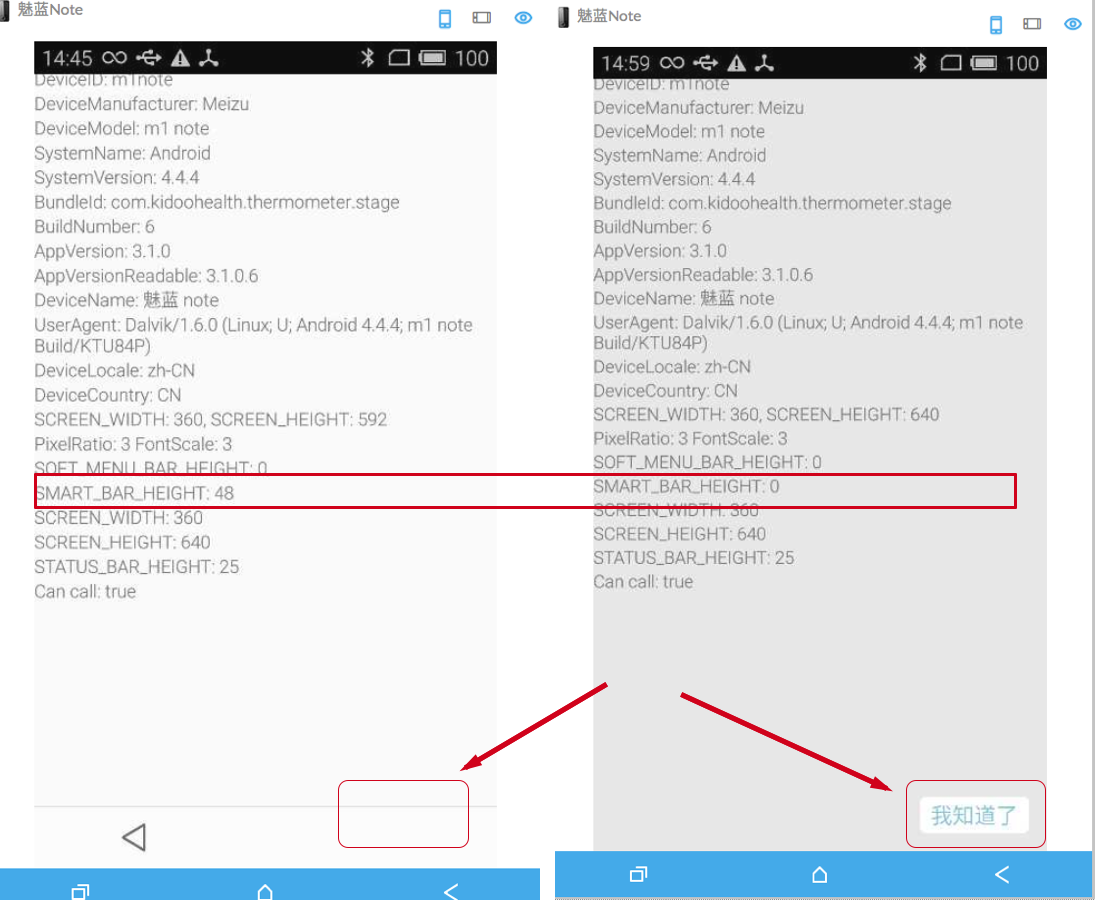 魅蓝Note
14:45
100
DeviceID: m1note
DeviceManufacturer: Meizu
DeviceModel: m1 note
SystemName: Android
SystemVersion: 4.4.4
BundleId: com.kidoohealth.thermometer.stage
BuildNumber: 6
AppVersion: 3.1.0
AppVersionReadable: 3.1.0.6
DeviceName: 魅蓝 note
UserAgent: Dalvik/1.6.0 (Linux; U; Android 4.4.4; m1 note
Build/KTU84P)
DeviceLocale: zh-CN
DeviceCountry: CN
SCREEN_WIDTH: 360, SCREEN_HEIGHT: 592
PixelRatio: 3 FontScale: 3
SOFT_MENU_BAR_HEIGHT: 0
SMART_BAR_HEIGHT: 48
SCREEN_WIDTH: 360
SCREEN_HEIGHT: 640
STATUS_BAR_HEIGHT: 25
Can call: true
魅蓝Note
14:59
100
DeviceID: m1note
DeviceManufacturer: Meizu
DeviceModel: m1 note
SystemName: Android
SystemVersion: 4.4.4
BundleId: com.kidoohealth.thermometer.stage
BuildNumber: 6
AppVersion: 3.1.0
AppVersionReadable: 3.1.0.6
DeviceName: 魅蓝 note
UserAgent: Dalvik/1.6.0 (Linux; U; Android 4.4.4; m1 note
Build/KTU84P)
DeviceLocale: zh-CN
DeviceCountry: CN
SCREEN_WIDTH: 360, SCREEN_HEIGHT: 640
PixelRatio: 3 FontScale: 3
SOFT_MENU_BAR_HEIGHT: 0
SMART_BAR_HEIGHT: 0
SCREEN_WIDTH: 360
SCREEN_HEIGHT: 640
STATUS_BAR_HEIGHT: 25
Can call: true
我知道了